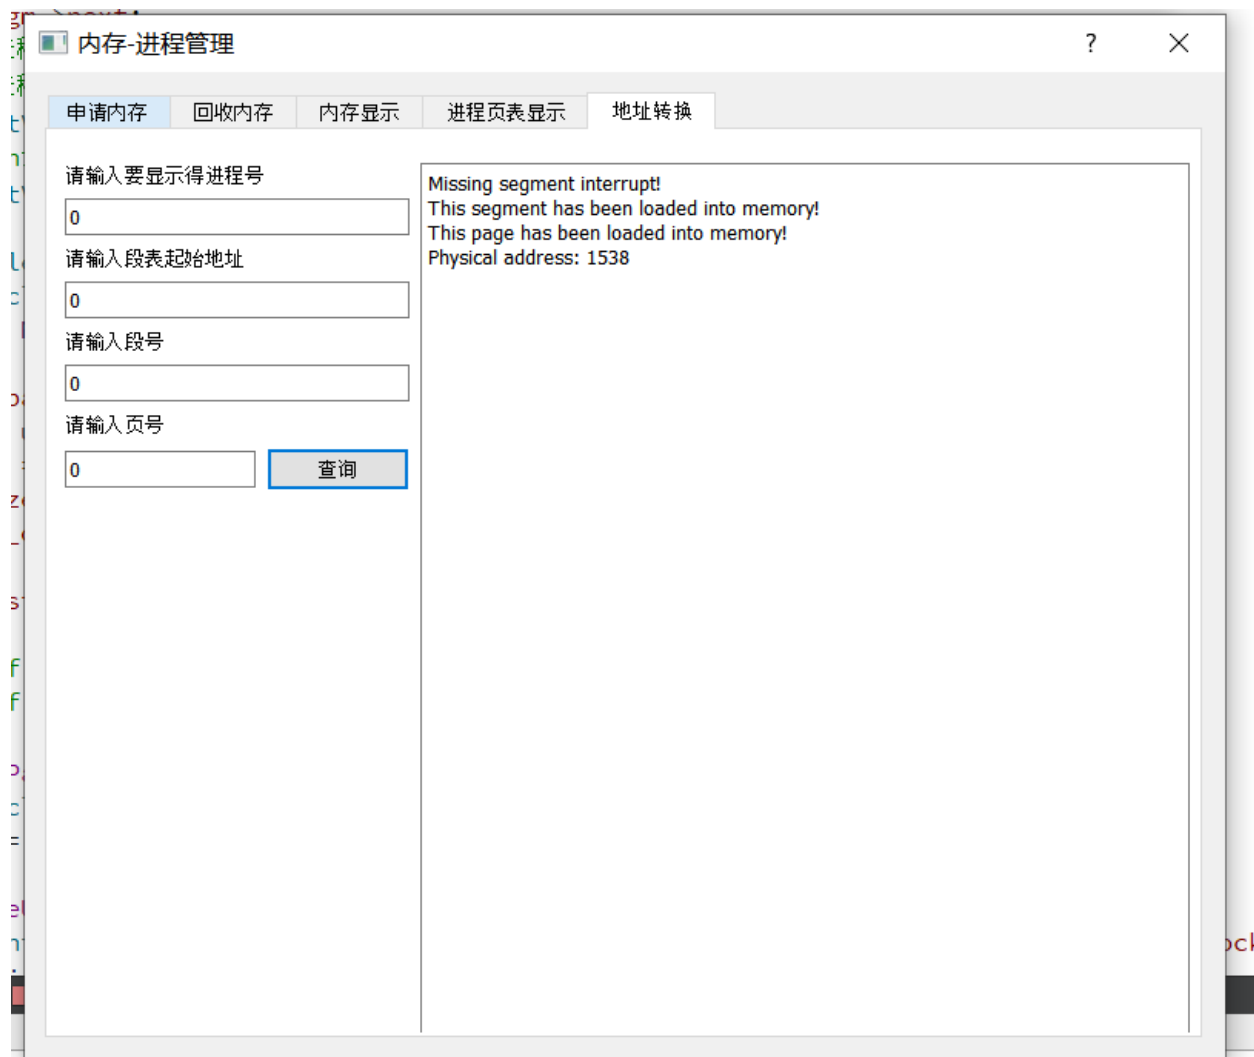 内存-进程管理
?
申请内存 回收内存 内存显示 进程页表显示 地址转换
请输入要显示得进程号
0
请输入段表起始地址
0
请输入段号
0
请输入页号
0 查询
Missing segment interrupt!
This segment has been loaded into memory!
This page has been loaded into memory!
Physical address: 1538